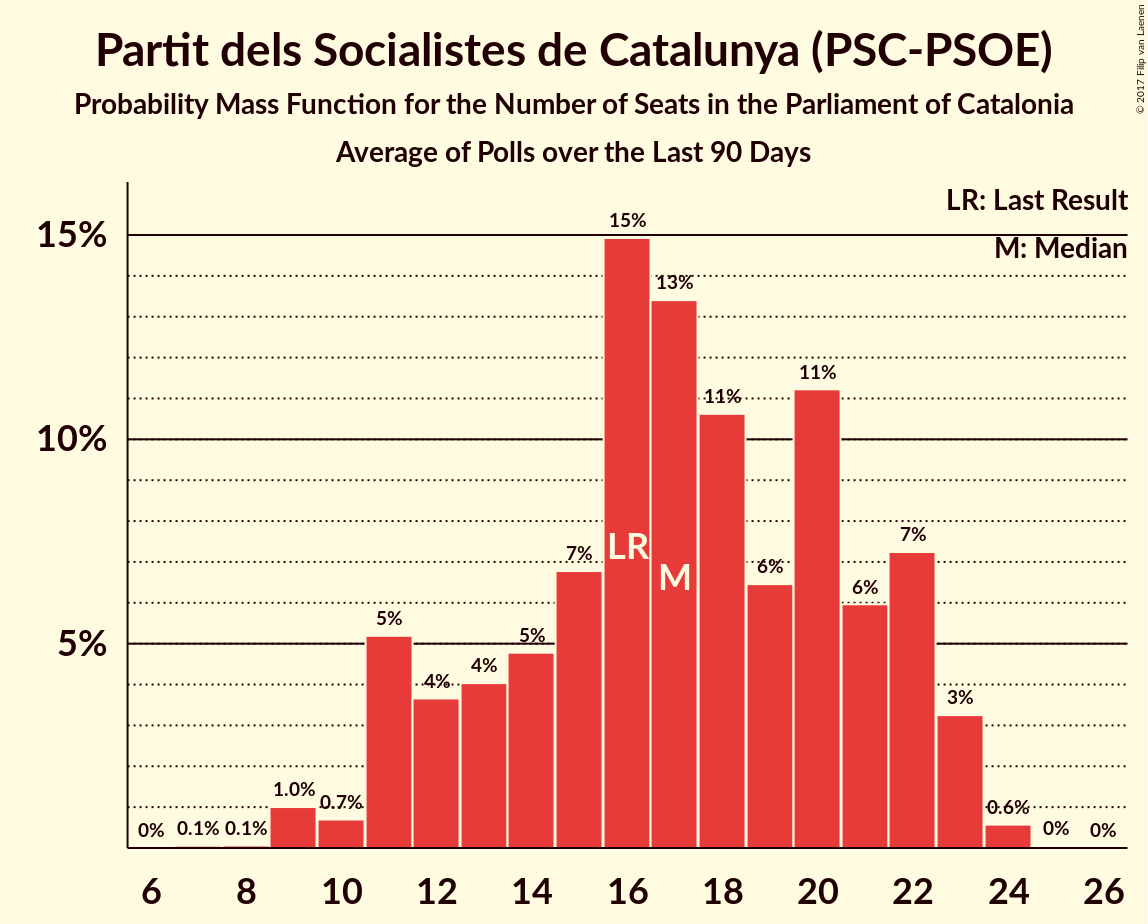 Partit dels Socialistes de Catalunya (PSC-PSOE)
Probability Mass Function for the Number of Seats in the Parliament of Catalonia
Average of Polls over the Last 90 Days
© 2017 Filip van Laenen
LR: Last Result
M: Median
15%
10%
5%
0%
0.1%
0.1%
1.0%
0.7%
5%
4%
4%
5%
7%
15%
13%
11%
6%
11%
6%
7%
3%
0.6%
0%
0%
LR
M
6 8 10 12 14 16 18 20 22 24 26